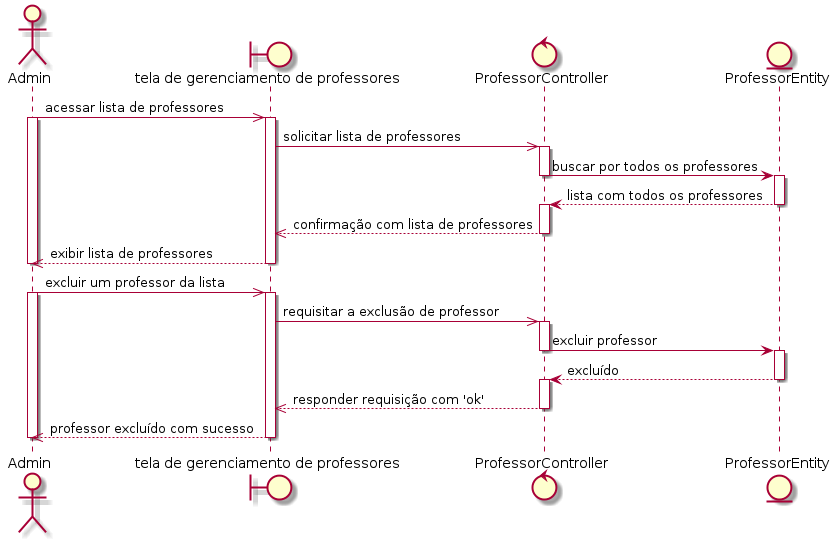 Admin
tela de gerenciamento de professores
ProfessorController
ProfessorEntity
acessar lista de professores
solicitar lista de professores
buscar por todos os professores
lista com todos os professores
confirmação com lista de professores
exibir lista de professores
excluir um professor da lista
requisitar a exclusão de professor
excluir professor
excluído
responder requisição com 'ok'
professor excluído com sucesso
Admin
tela de gerenciamento de professores
ProfessorController
ProfessorEntity